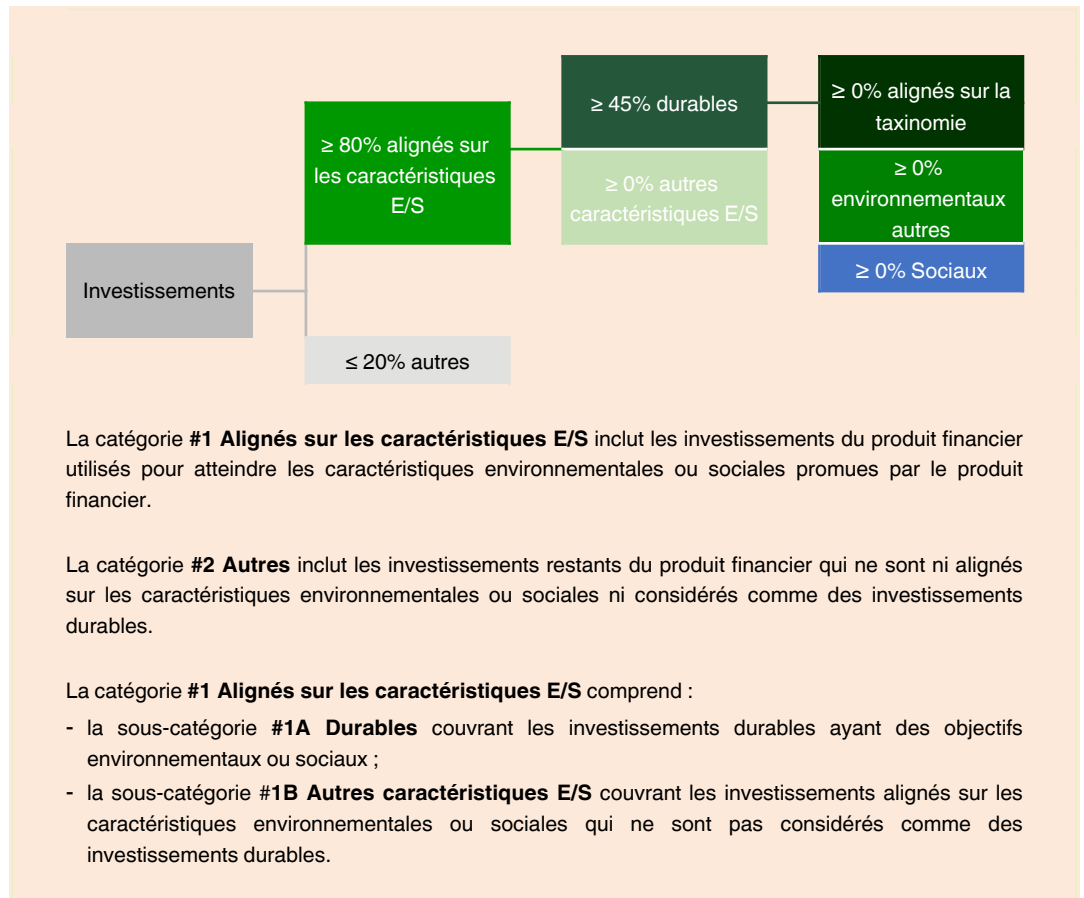 Investissements
≥ 80% alignés sur
les caractéristiques
E/S
≤ 20% autres
≥ 45% durables
≥ 0% autres
caractéristiques E/S
≥ 0% alignés sur la
taxinomie
≥ 0%
environnementaux
autres
≥ 0% Sociaux
La catégorie #1 Alignés sur les caractéristiques E/S inclut les investissements du produit financier
utilisés pour atteindre les caractéristiques environnementales ou sociales promues par le produit
financier.
La catégorie #2 Autres inclut les investissements restants du produit financier qui ne sont ni alignés
sur les caractéristiques environnementales ou sociales ni considérés comme des investissements
durables.
La catégorie #1 Alignés sur les caractéristiques E/S comprend :
- la sous-catégorie #1A Durables couvrant les investissements durables ayant des objectifs
environnementaux ou sociaux ;
- la sous-catégorie #1B Autres caractéristiques E/S couvrant les investissements alignés sur les
caractéristiques environnementales ou sociales qui ne sont pas considérés comme des
investissements durables.